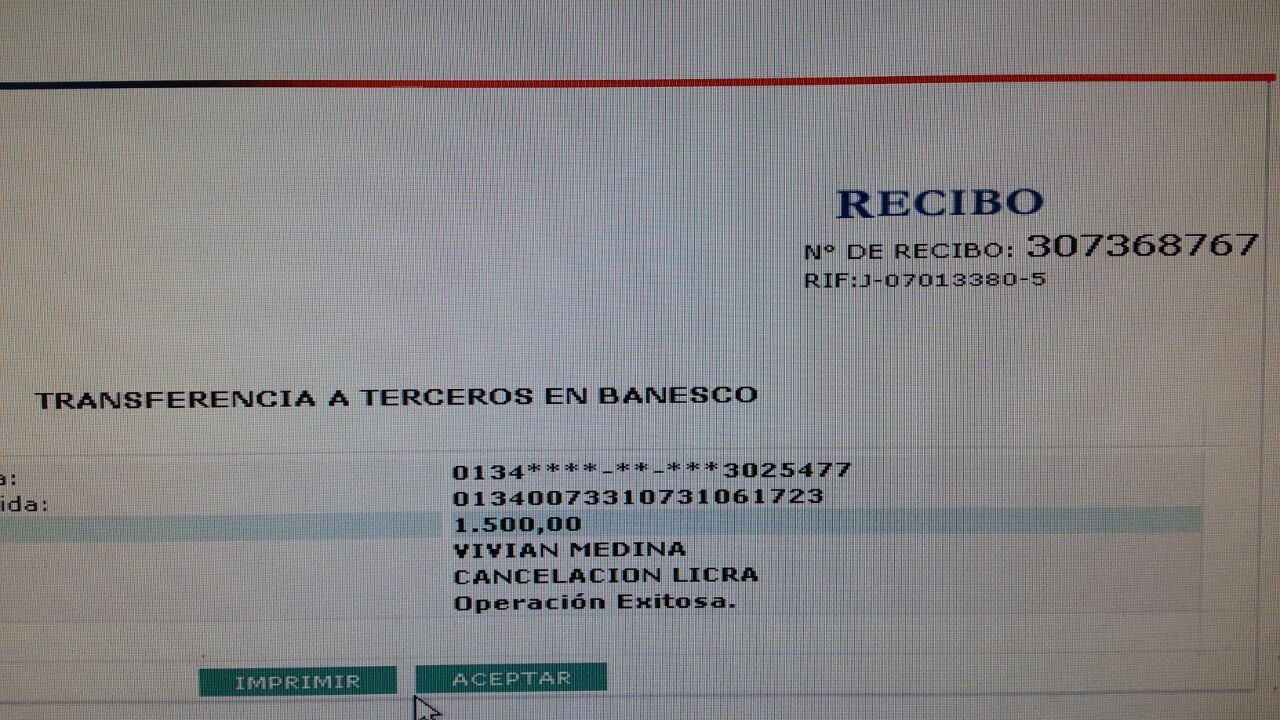 RECIBO
Nº DE RECIBO: 307368767
RIF:J-07013380-5
TRANSFERENCIA A TERCEROS EN BANESCO
a: 0134****-**-***3025477
ida: 01340073310731061723
1.500,00
VIVIAN MEDINA
CANCELACION LICRA
Operación Exitosa.
IMPRIMIR ACEPTAR